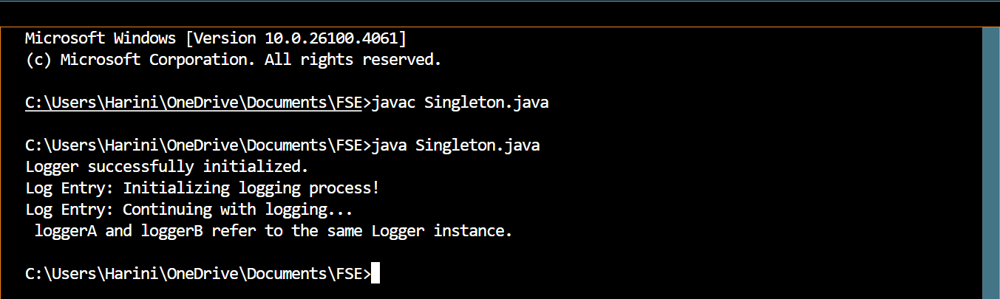 Microsoft Windows [Version 10.0.26100.4061]
(c) Microsoft Corporation. All rights reserved.
C:\Users\Harini\OneDrive\Documents\FSE>javac Singleton.java
C:\Users\Harini\OneDrive\Documents\FSE>java Singleton.java
Logger successfully initialized.
Log Entry: Initializing logging process!
Log Entry: Continuing with logging...
 loggerA and loggerB refer to the same Logger instance.
C:\Users\Harini\OneDrive\Documents\FSE>